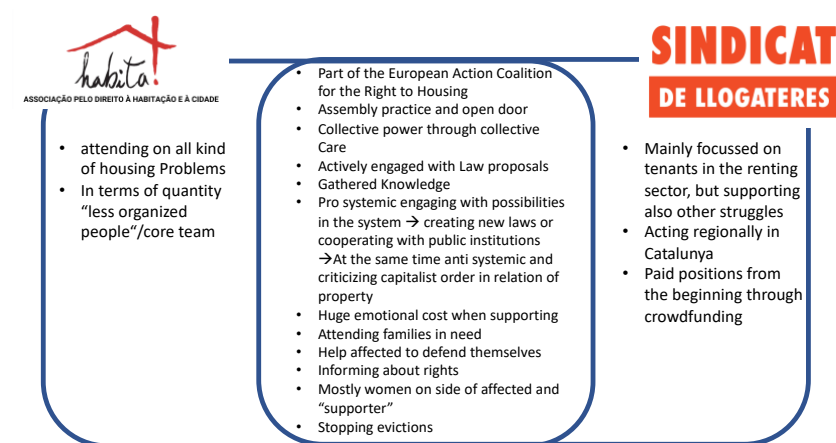 habita!
ASSOCIAÇÃO PELO DIREITO À HABITAÇÃO E À CIDADE
• attending on all kind
of housing Problems
• In terms of quantity
“less organized
people“/core team
• Part of the European Action Coalition
for the Right to Housing
• Assembly practice and open door
• Collective power through collective
Care
• Actively engaged with Law proposals
• Gathered Knowledge
• Pro systemic engaging with possibilities
in the system → creating new laws or
cooperating with public institutions
→At the same time anti systemic and
criticizing capitalist order in relation of
property
• Huge emotional cost when supporting
• Attending families in need
• Help affected to defend themselves
• Informing about rights
• Mostly women on side of affected and
“supporter”
• Stopping evictions
SINDICAT
DE LLOGATERES
• Mainly focussed on
tenants in the renting
sector, but supporting
also other struggles
• Acting regionally in
Catalunya
• Paid positions from
the beginning through
crowdfunding